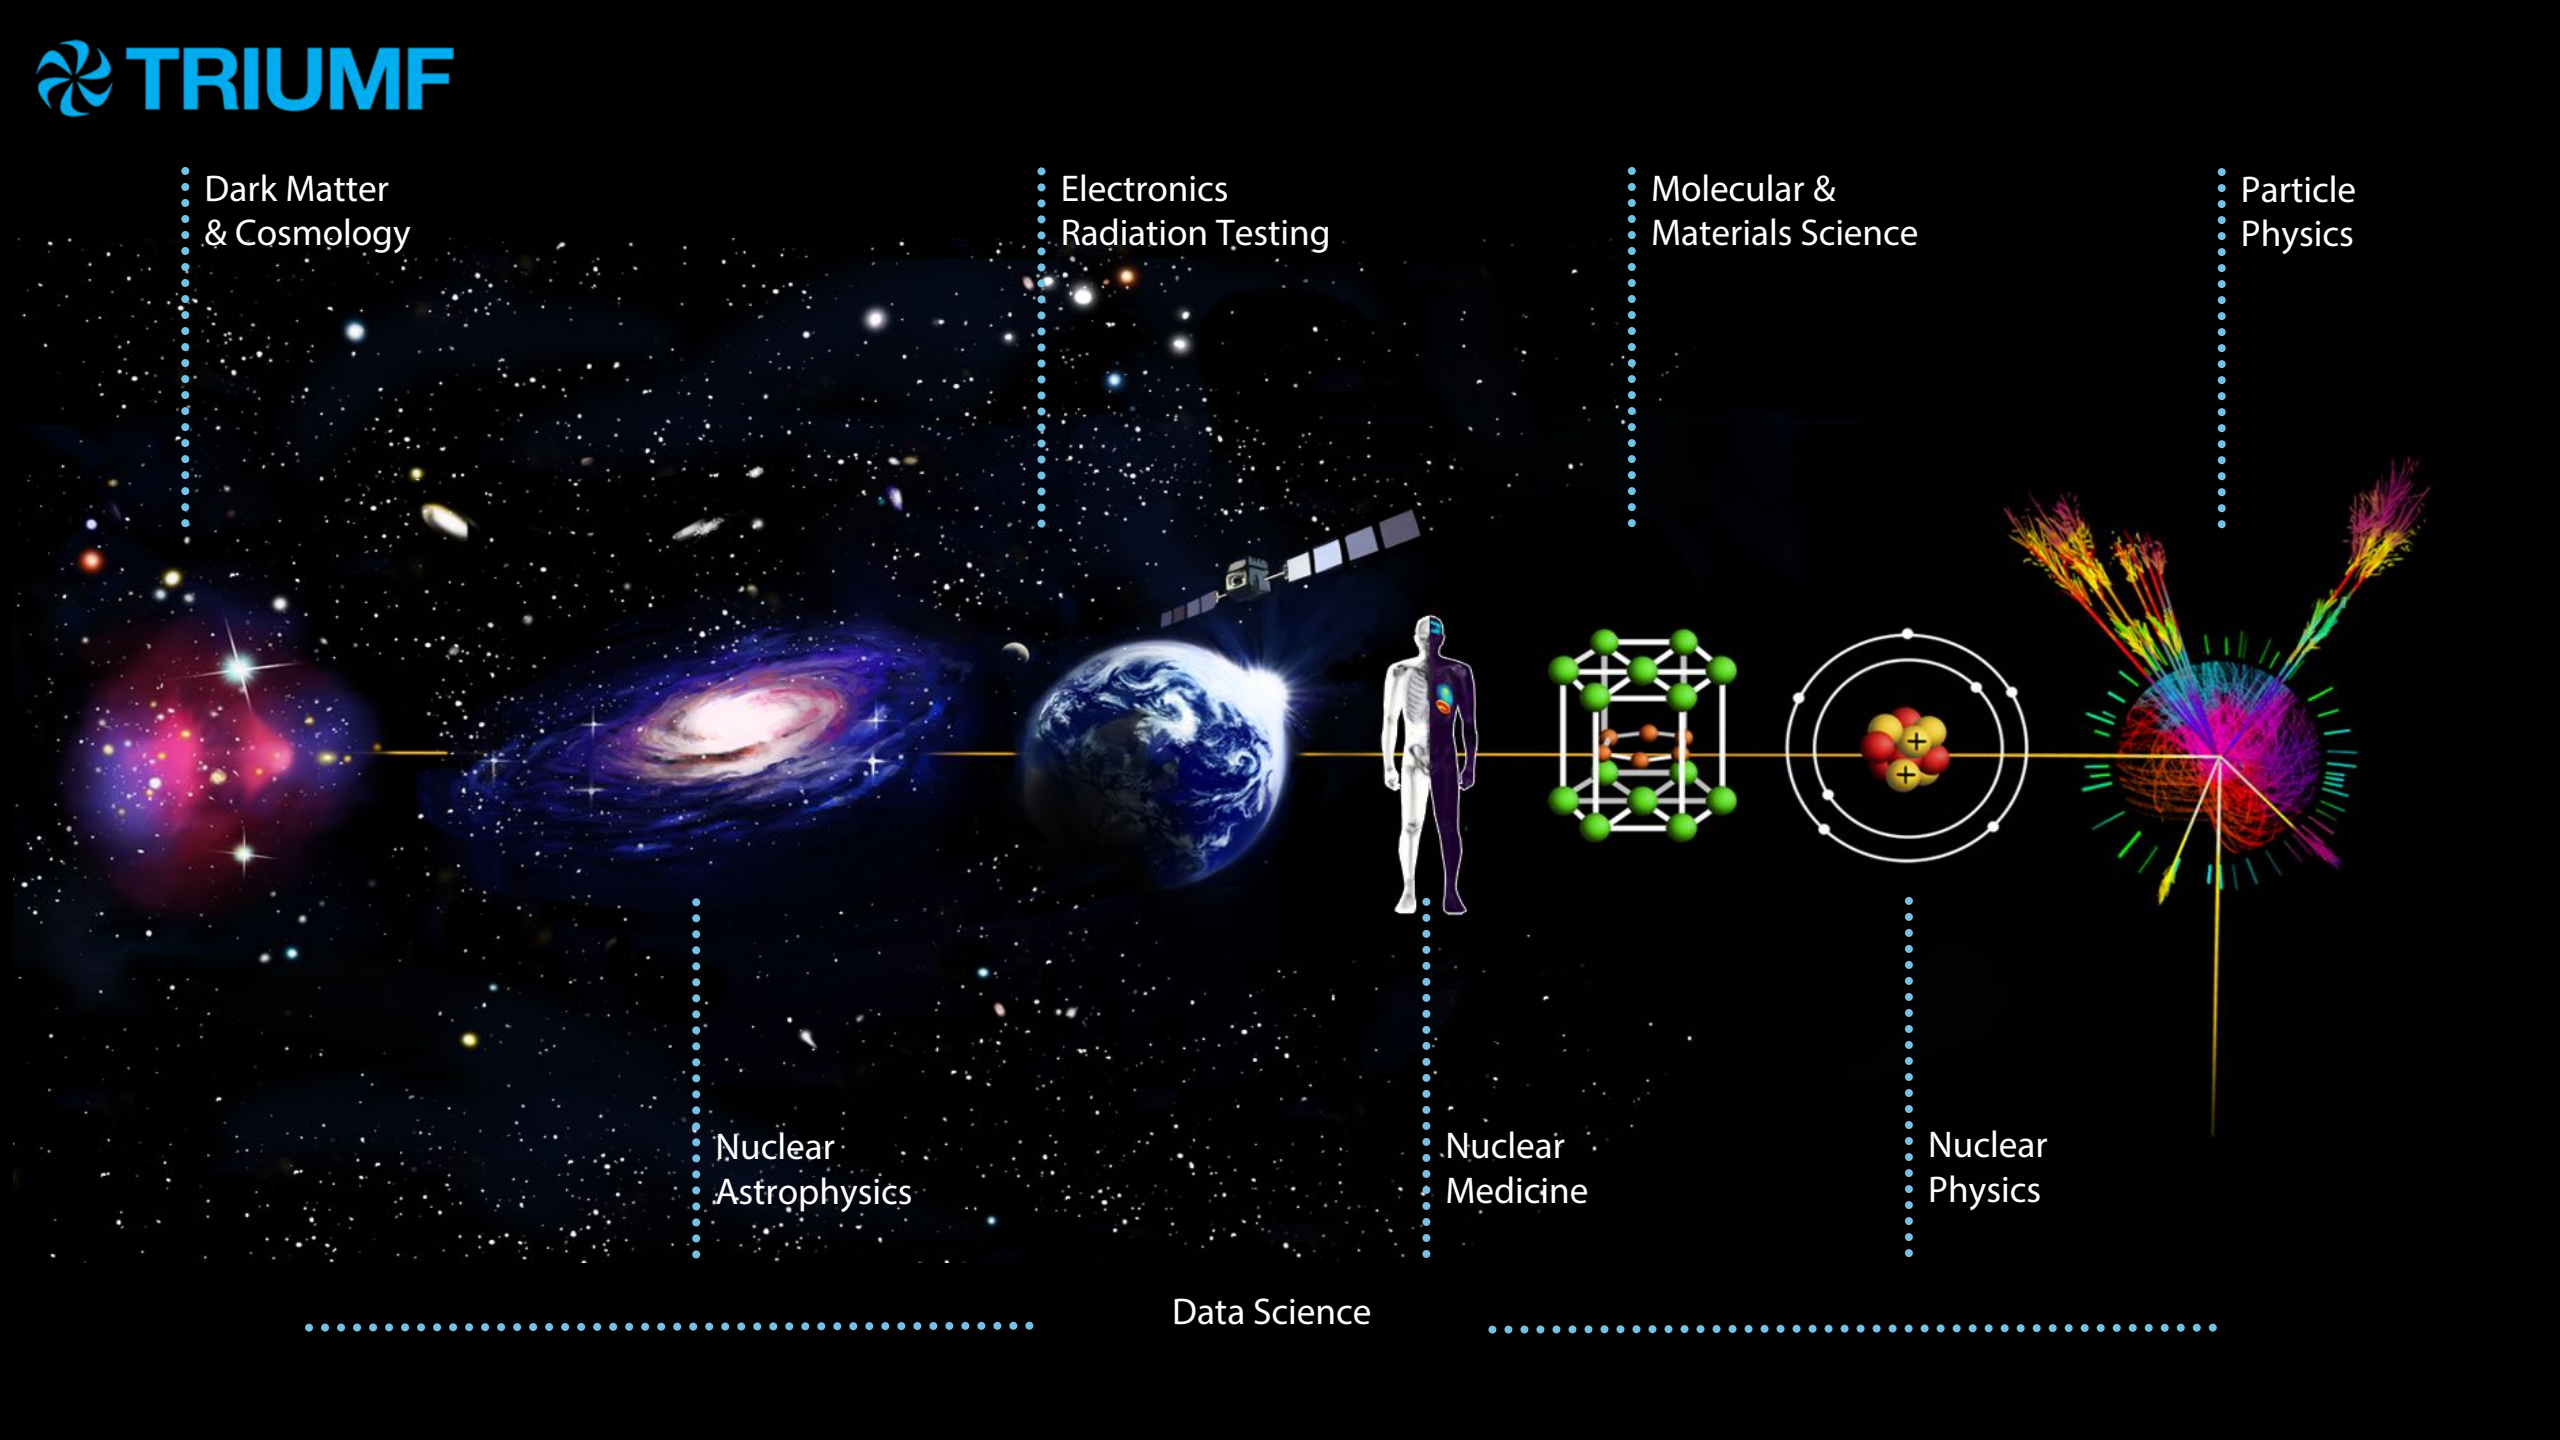 TRIUMF
Dark Matter
& Cosmology
Electronics
Radiation Testing
Molecular &
Materials Science
Particle
Physics
+
+
Nuclear
Astrophysics
Nuclear
Medicine
Nuclear
Physics
Data Science